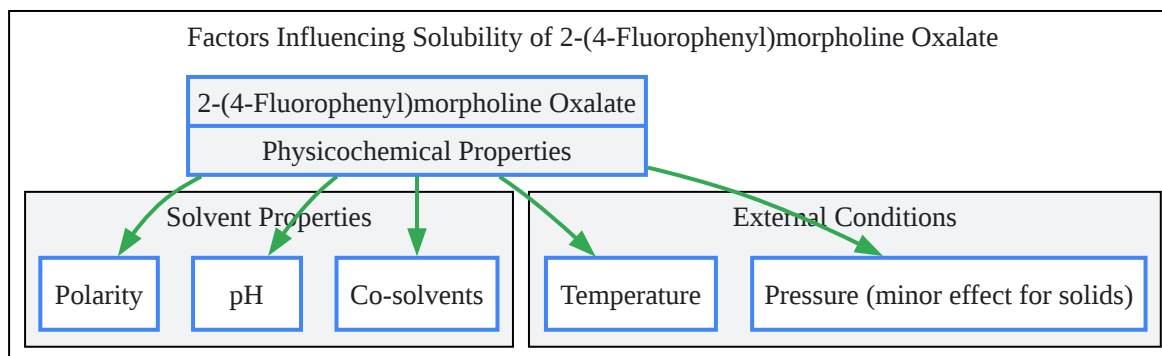 Factors Influencing Solubility of 2-(4-Fluorophenyl)morpholine Oxalate
2-(4-Fluorophenyl)morpholine Oxalate
Physicochemical Properties
Solvent Properties
External Conditions
Polarity
pH
Co-solvents
Temperature
Pressure (minor effect for solids)